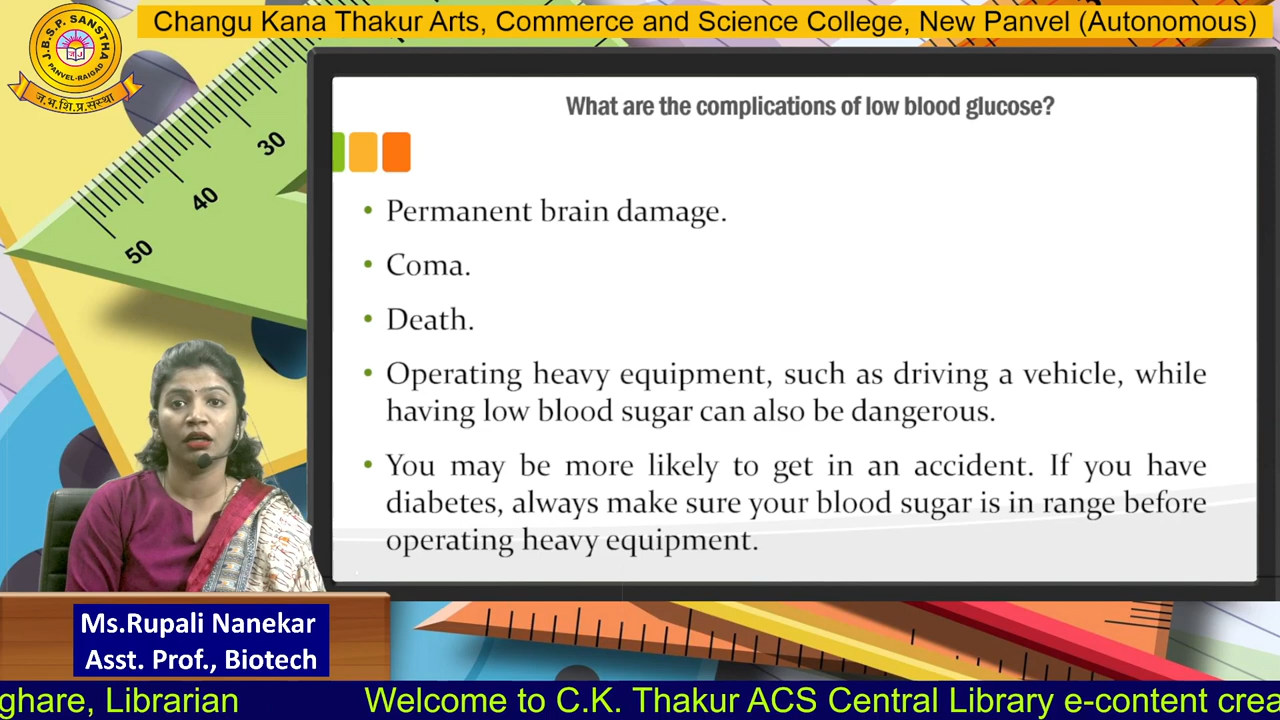 Changu Kana Thakur Arts, Commerce and Science College, New Panvel (Autonomous)
J.B.S.P. SANSTHA
PANVEL-RAIGAD
ज.भ.शि.प्र.संस्था
30
40
50
What are the complications of low blood glucose?
• Permanent brain damage.
• Coma.
• Death.
• Operating heavy equipment, such as driving a vehicle, while
having low blood sugar can also be dangerous.
• You may be more likely to get in an accident. If you have
diabetes, always make sure your blood sugar is in range before
operating heavy equipment.
Ms.Rupali Nanekar
Asst. Prof., Biotech
ghare, Librarian Welcome to C.K. Thakur ACS Central Library e-content crea